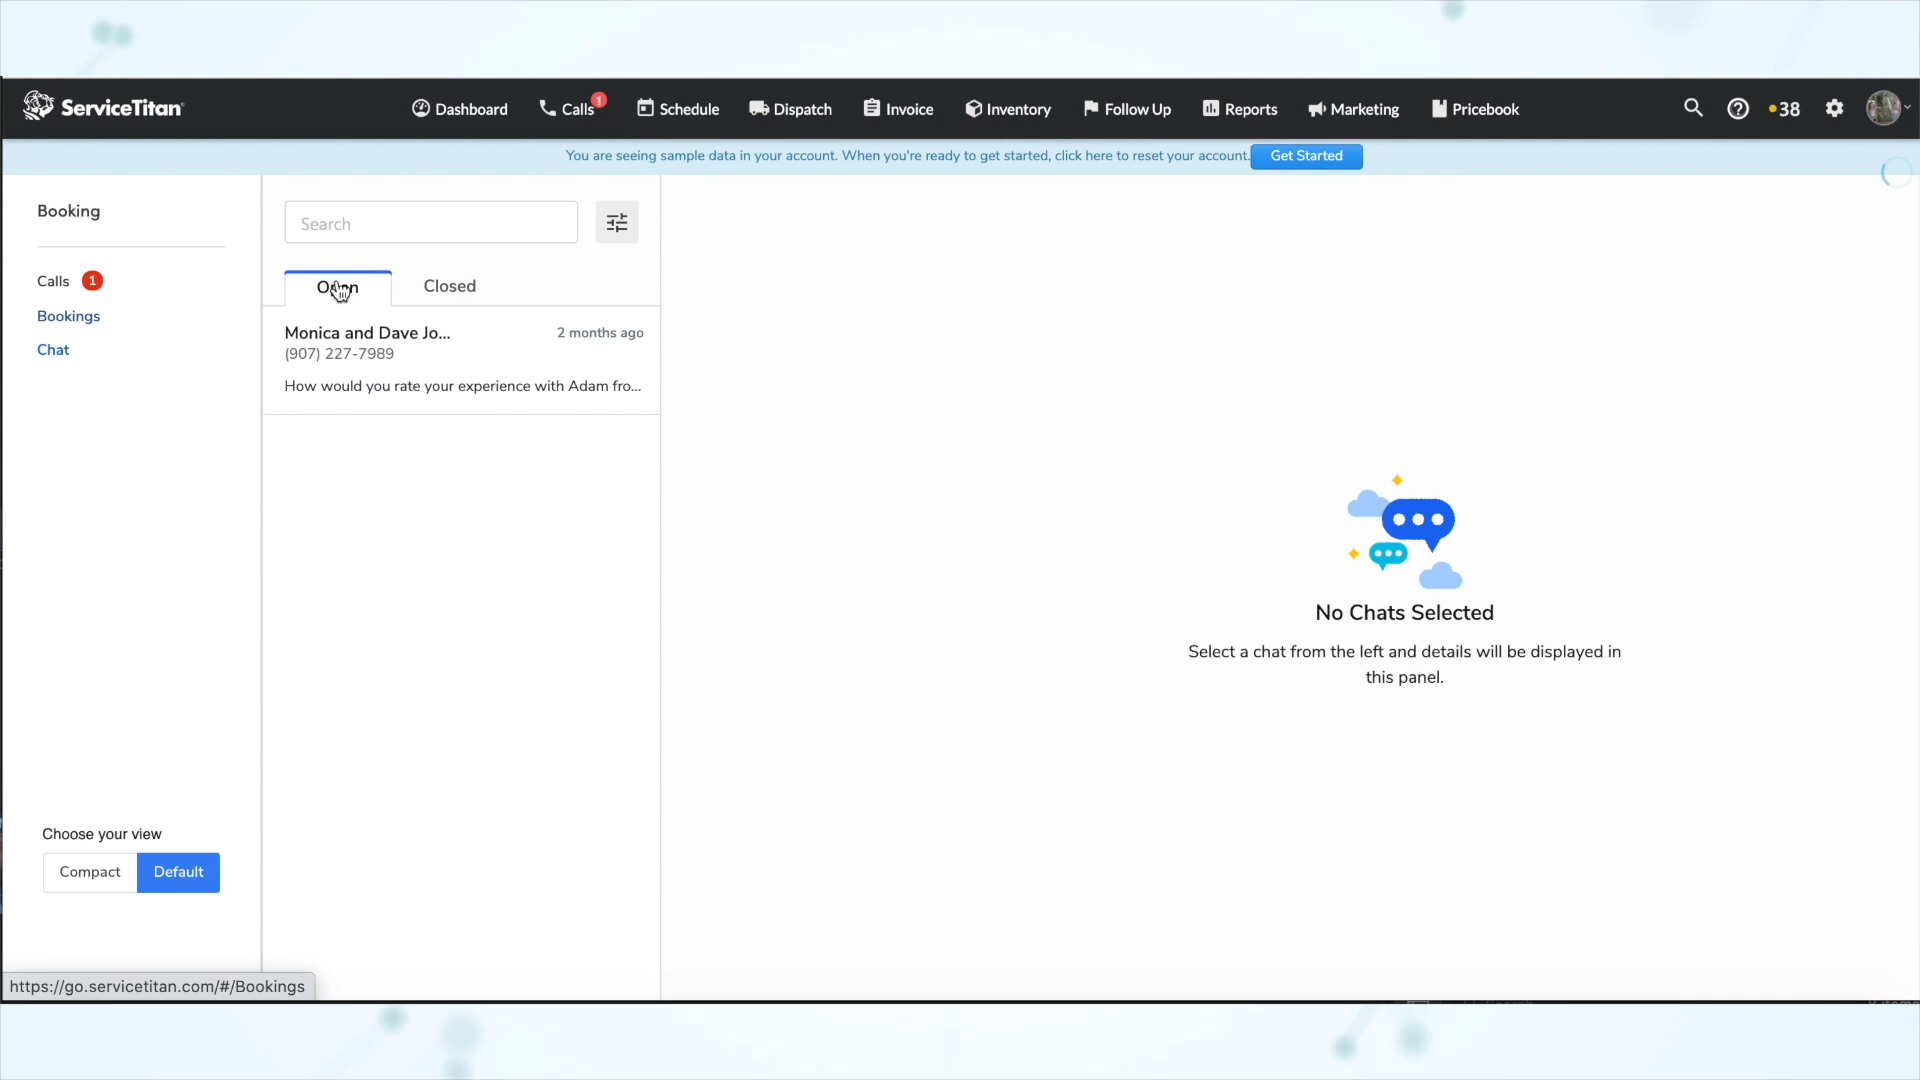 ServiceTitan
Dashboard
Calls
1
Schedule
Dispatch
Invoice
Inventory
Follow Up
Reports
Marketing
Pricebook
38
You are seeing sample data in your account. When you're ready to get started, click here to reset your account.
Get Started
Booking
Calls 1
Bookings
Chat
Search
Open
Closed
Monica and Dave Jo... 2 months ago
(907) 227-7989
How would you rate your experience with Adam fro...
No Chats Selected
Select a chat from the left and details will be displayed in
this panel.
Choose your view
Compact
Default
https://go.servicetitan.com/#/Bookings